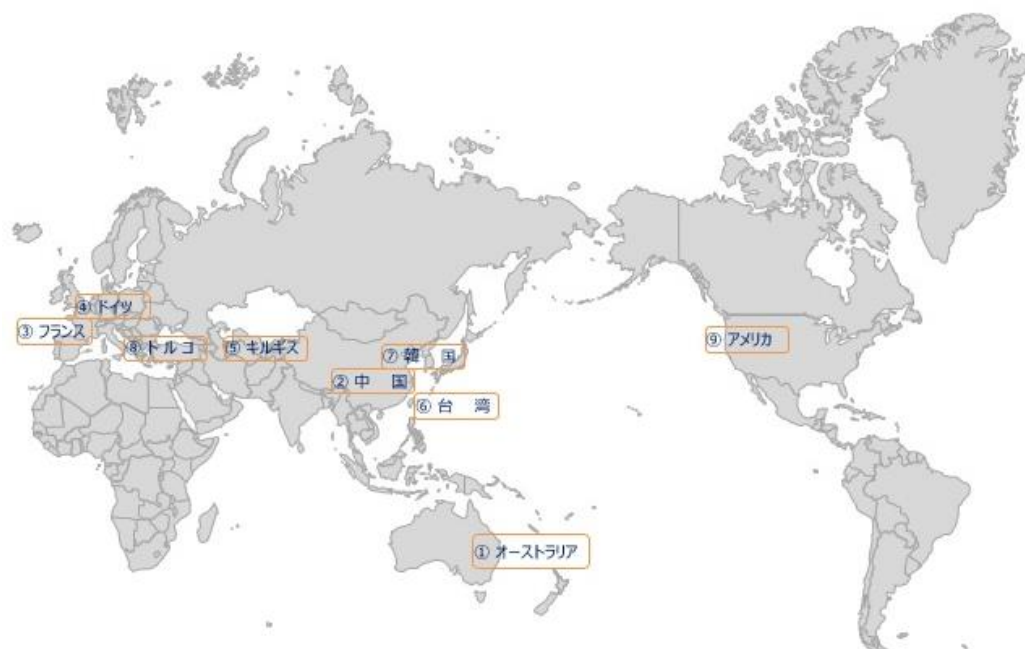 ④ ドイツ
③ フランス
⑧ トルコ
⑤ キルギス
⑦ 韓　国
② 中　国
⑥ 台　湾
⑨ アメリカ
① オーストラリア